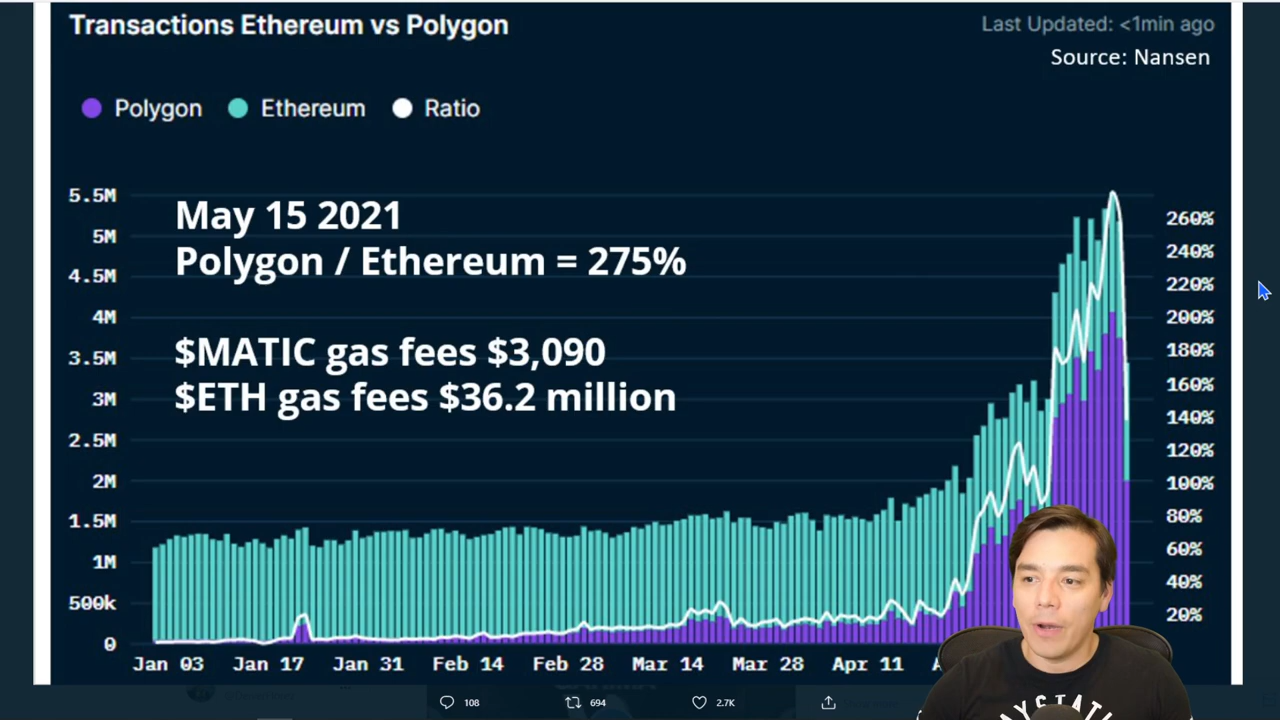 Transactions Ethereum vs Polygon
Last Updated: <1min ago
Source: Nansen
Polygon Ethereum Ratio
May 15 2021
Polygon / Ethereum = 275%
$MATIC gas fees $3,090
$ETH gas fees $36.2 million
5.5M
5M
4.5M
4M
3.5M
3M
2.5M
2M
1.5M
1M
500k
0
260%
240%
220%
200%
180%
160%
140%
120%
100%
80%
60%
40%
20%
Jan 03 Jan 17 Jan 31 Feb 14 Feb 28 Mar 14 Mar 28 Apr 11
108 694 2.7K